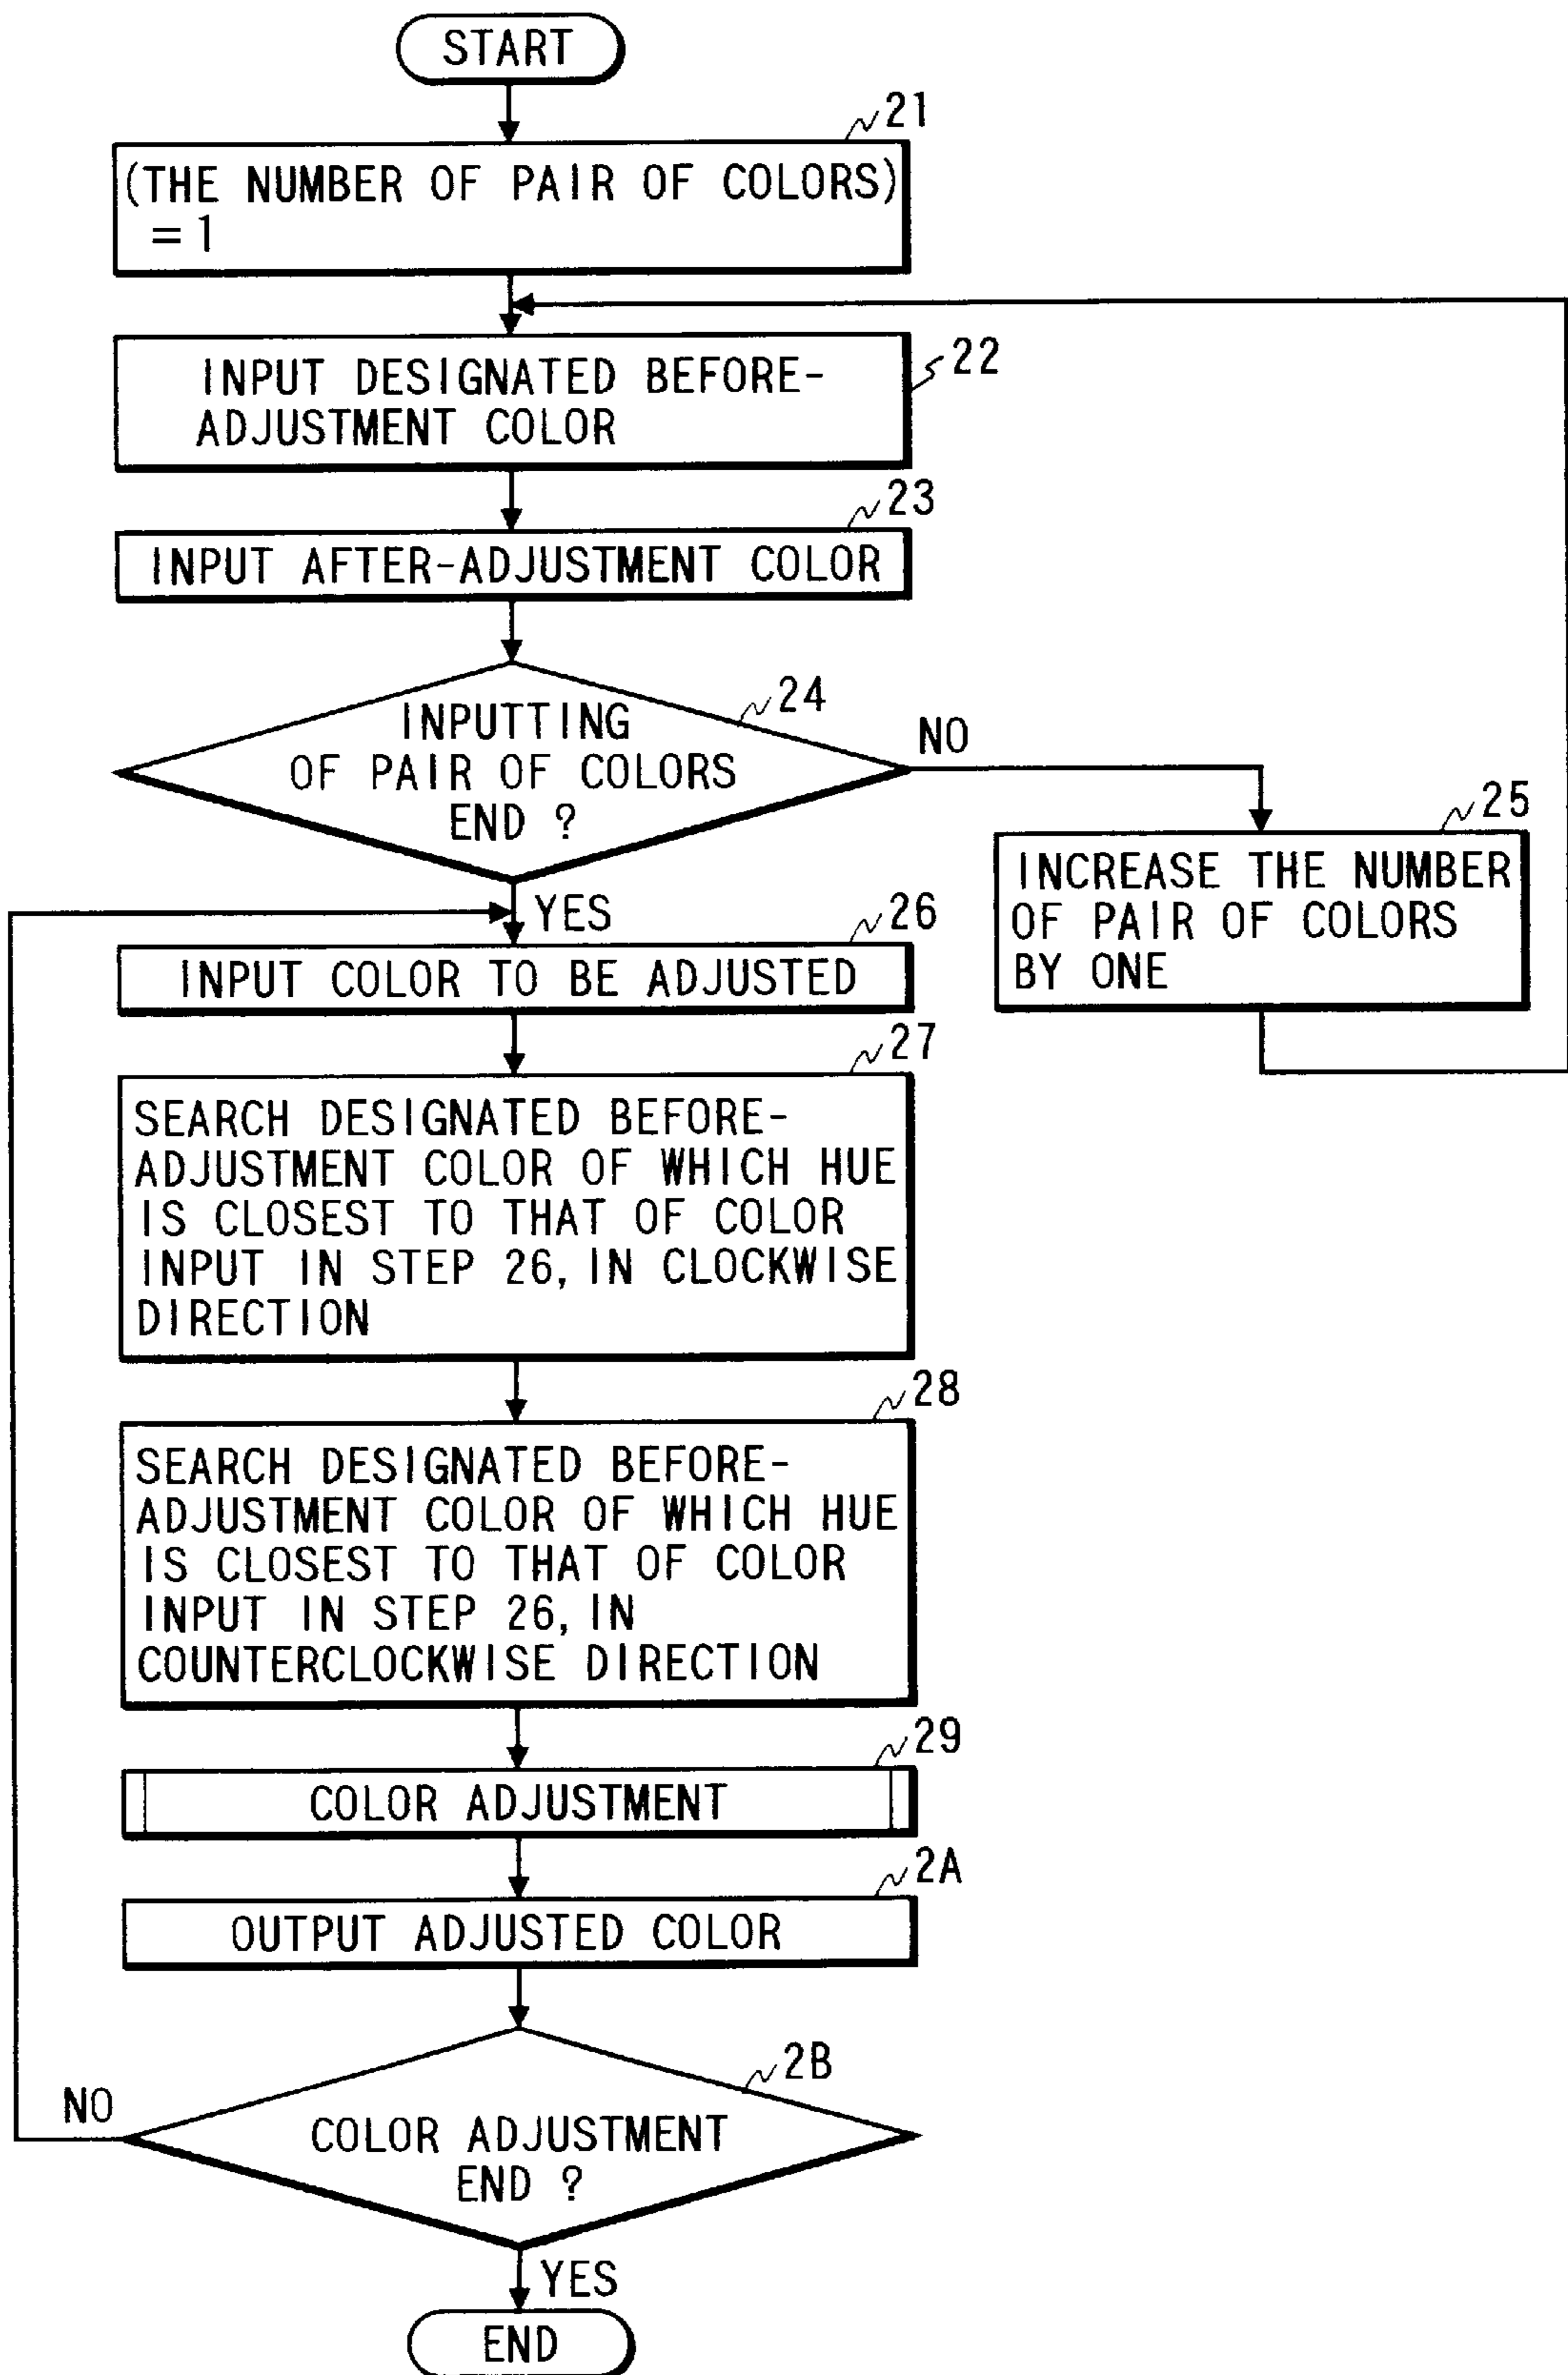 START
21
(THE NUMBER OF PAIR OF COLORS)
= 1
22
INPUT DESIGNATED BEFORE-
ADJUSTMENT COLOR
23
INPUT AFTER-ADJUSTMENT COLOR
24
INPUTTING
OF PAIR OF COLORS
END ?
NO
25
INCREASE THE NUMBER
OF PAIR OF COLORS
BY ONE
YES
26
INPUT COLOR TO BE ADJUSTED
27
SEARCH DESIGNATED BEFORE-
ADJUSTMENT COLOR OF WHICH HUE
IS CLOSEST TO THAT OF COLOR
INPUT IN STEP 26, IN CLOCKWISE
DIRECTION
28
SEARCH DESIGNATED BEFORE-
ADJUSTMENT COLOR OF WHICH HUE
IS CLOSEST TO THAT OF COLOR
INPUT IN STEP 26, IN
COUNTERCLOCKWISE DIRECTION
29
COLOR ADJUSTMENT
2A
OUTPUT ADJUSTED COLOR
2B
NO
COLOR ADJUSTMENT
END ?
YES
END